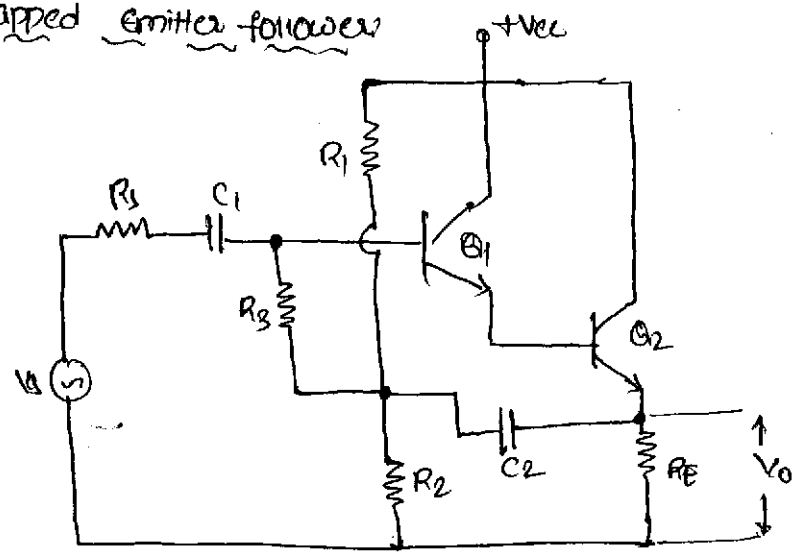 apped Emitter follower
+Vcc
R1
Rs
C1
Q1
R3
Q2
Vs
C2
RE
Vo
R2